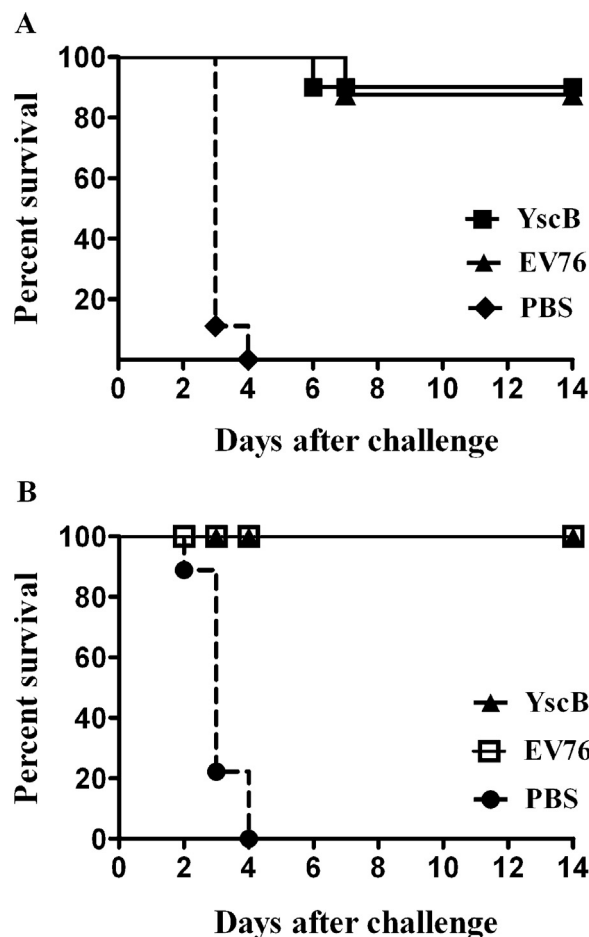 A
Percent survival
100
80
60
40
20
0 2 4 6 8 10 12 14
YscB
EV76
PBS
Days after challenge
B
Percent survival
100
80
60
40
20
0
0 2 4 6 8 10 12 14
YscB
EV76
PBS
Days after challenge